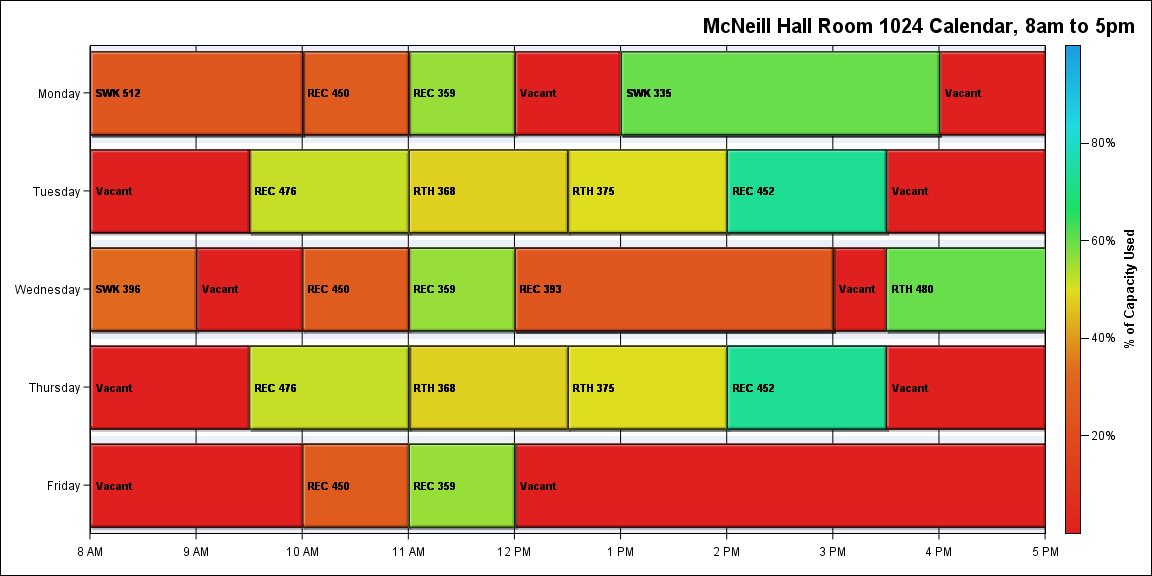 McNeill Hall Room 1024 Calendar, 8am to 5pm
Monday
SWK 512
REC 450
REC 359
Vacant
SWK 335
Vacant
Tuesday
Vacant
REC 476
RTH 368
RTH 375
REC 452
Vacant
Wednesday
SWK 396
Vacant
REC 450
REC 359
REC 393
Vacant
RTH 480
Thursday
Vacant
REC 476
RTH 368
RTH 375
REC 452
Vacant
Friday
Vacant
REC 450
REC 359
Vacant
8 AM
9 AM
10 AM
11 AM
12 PM
1 PM
2 PM
3 PM
4 PM
5 PM
80%
60%
40%
20%
% of Capacity Used